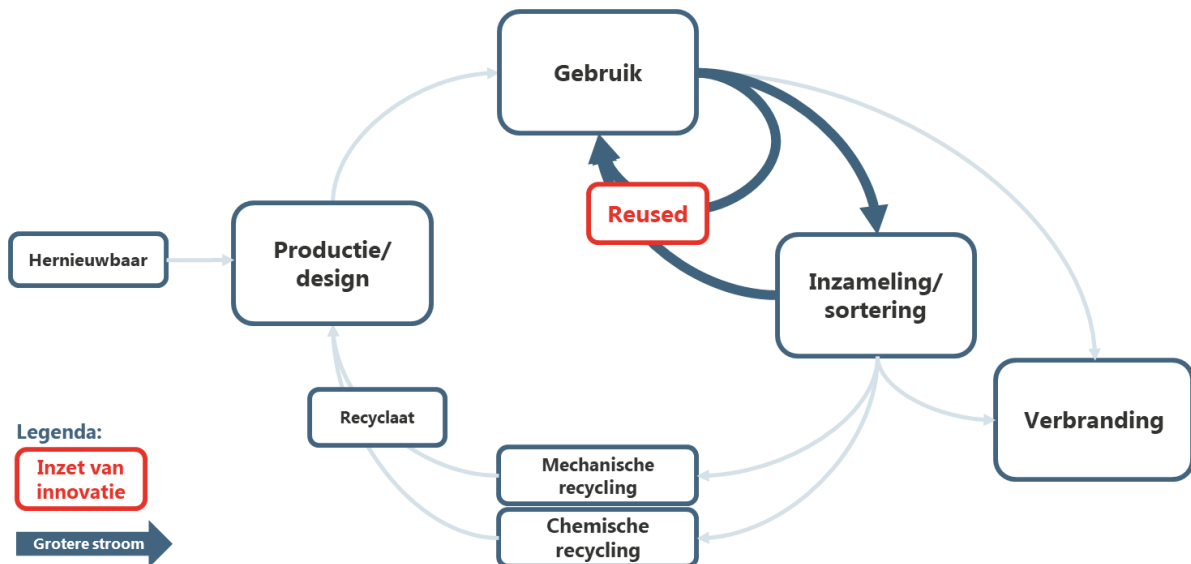 Gebruik
Reused
Productie/
design
Hernieuwbaar
Inzameling/
sortering
Verbranding
Recyclaat
Mechanische
recycling
Chemische
recycling
Legenda:
Inzet van
innovatie
Grotere stroom